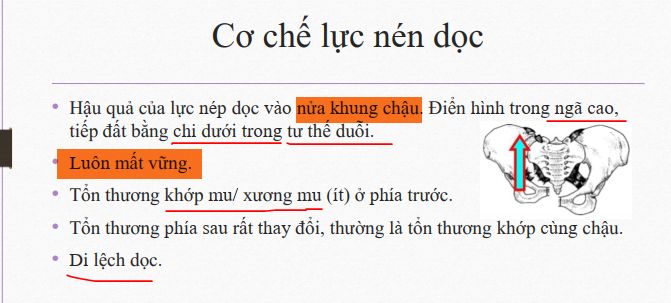 Cơ chế lực nén dọc
• Hậu quả của lực nép dọc vào nửa khung chậu. Điển hình trong ngã cao,
tiếp đất bằng chi dưới trong tư thế duỗi.
Luôn mất vững.
• Tổn thương khớp mu/ xương mu (ít) ở phía trước.
• Tổn thương phía sau rất thay đổi, thường là tổn thương khớp cùng chậu.
• Di lệch dọc.